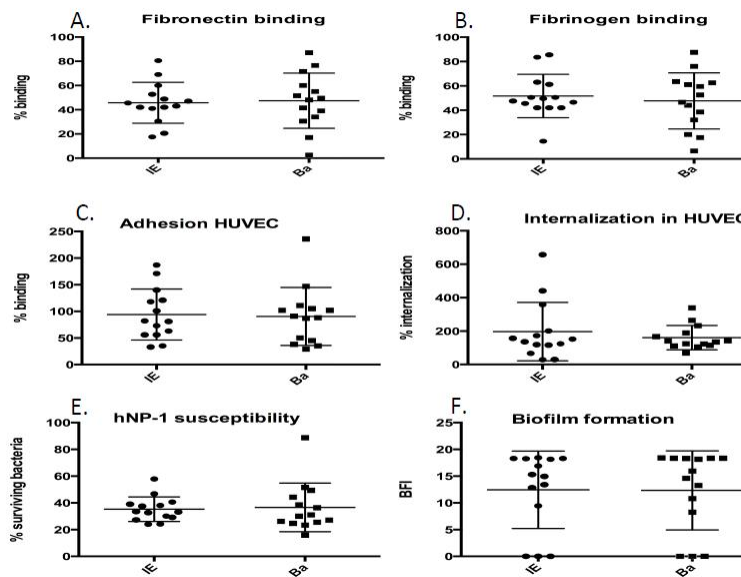 A. Fibronectin binding
% binding
100
80
60
40
20
0
IE
Ba
B. Fibrinogen binding
% binding
100
80
60
40
20
0
IE
Ba
C. Adhesion HUVEC
% binding
250
200
150
100
50
0
IE
Ba
D. Internalization in HUVEC
% internalization
800
600
400
200
0
IE
Ba
E. hNP-1 susceptibility
% surviving bacteria
100
80
60
40
20
0
IE
Ba
F. Biofilm formation
BFI
25
20
15
10
5
0
IE
Ba